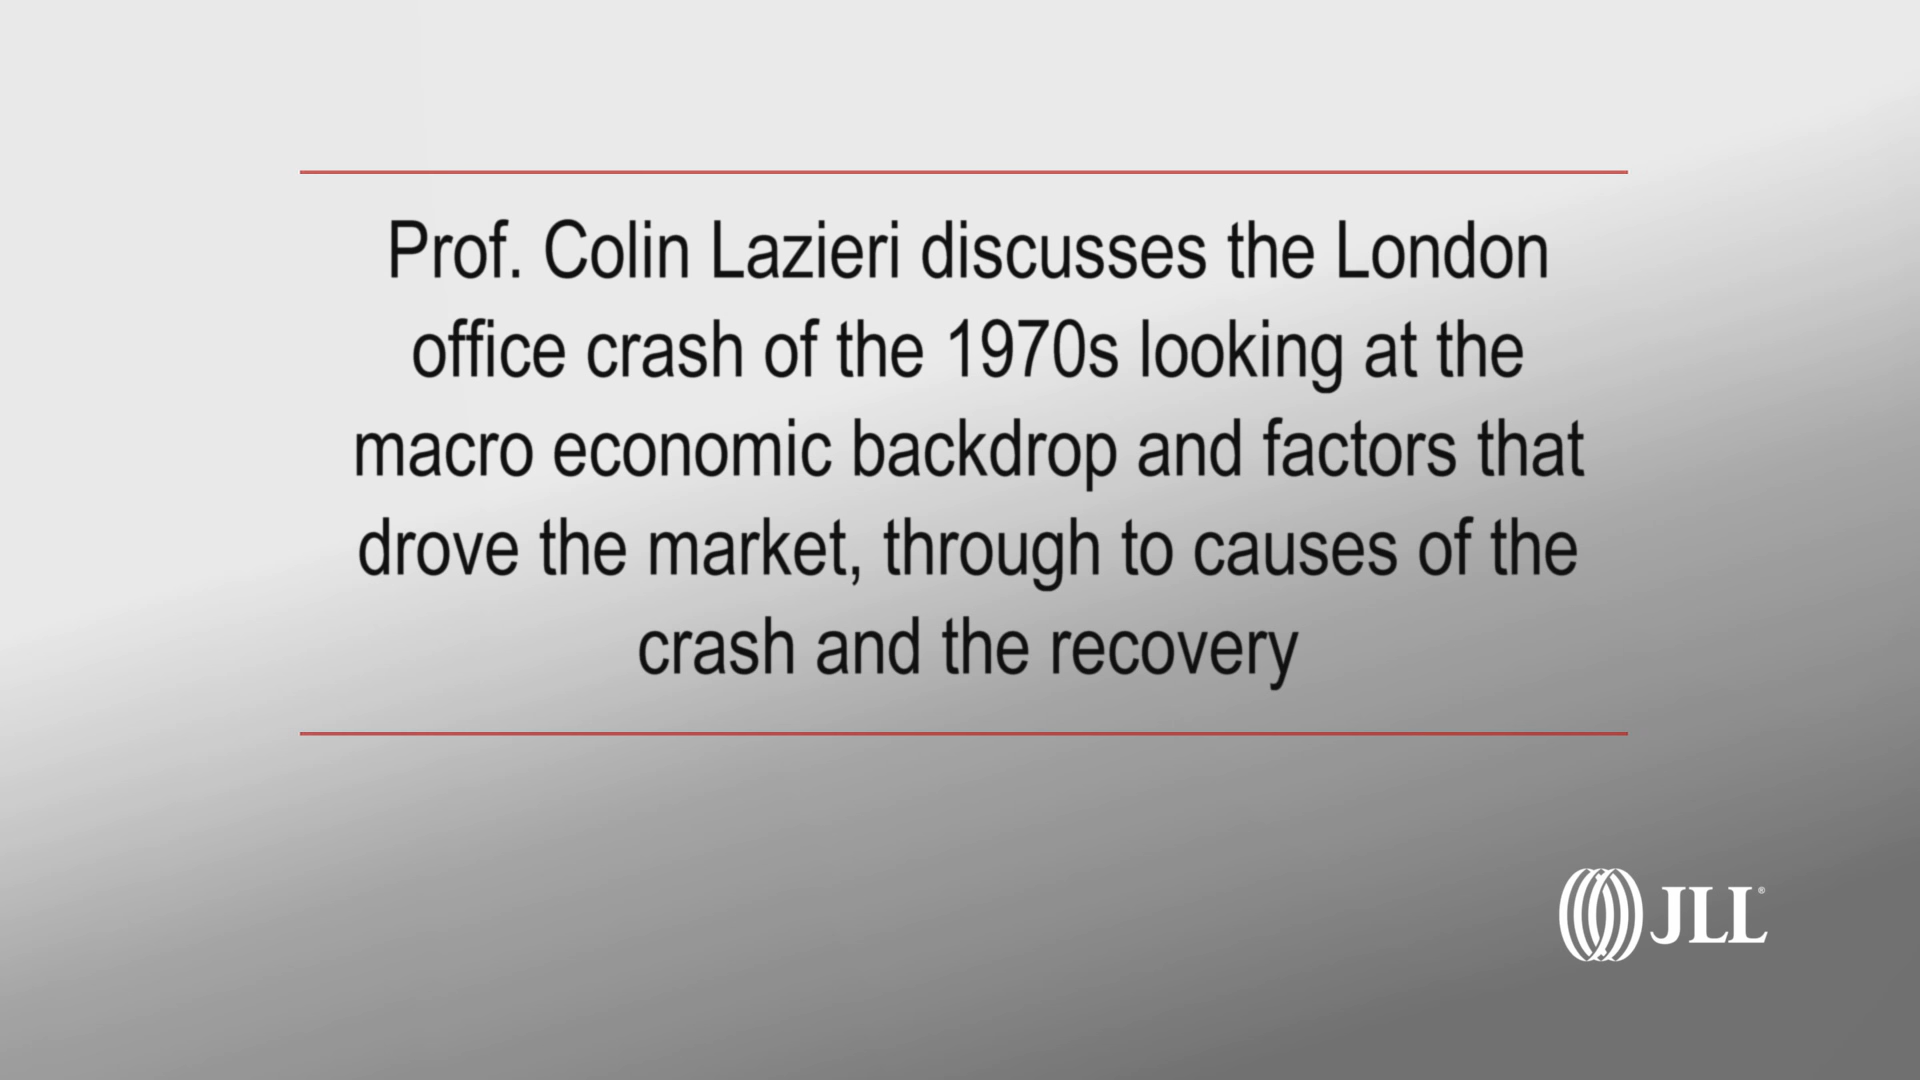 Prof. Colin Lazieri discusses the London
office crash of the 1970s looking at the
macro economic backdrop and factors that
drove the market, through to causes of the
crash and the recovery
JLL®